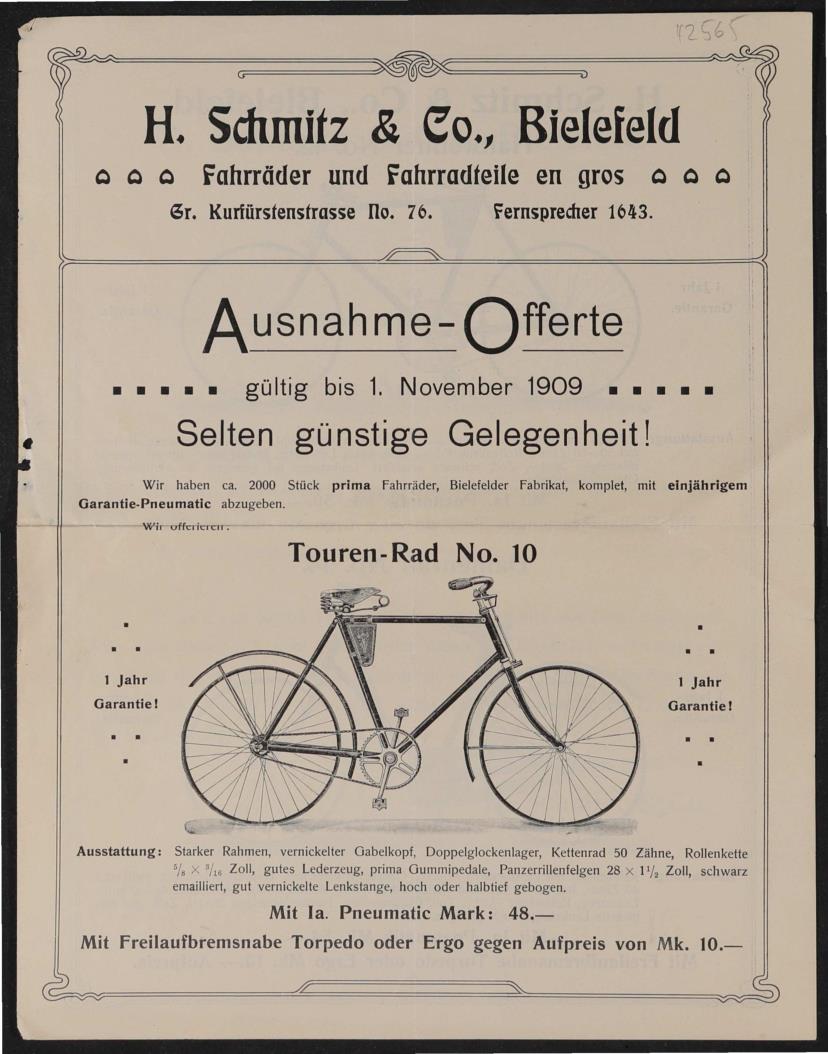 12565
H. Schmitz & Co., Bielefeld
Fahrräder und Fahrradteile en gros
Gr. Kurfürstenstrasse No. 76. Fernsprecher 1643.
Ausnahme-Offerte
gültig bis 1. November 1909
Selten günstige Gelegenheit!
Wir haben ca. 2000 Stück prima Fahrräder, Bielefelder Fabrikat, komplet, mit einjährigem
Garantie-Pneumatic abzugeben.
Wir offerieren:
Touren-Rad No. 10
1 Jahr
Garantie!
1 Jahr
Garantie!
Ausstattung: Starker Rahmen, vernickelter Gabelkopf, Doppelglockenlager, Kettenrad 50 Zähne, Rollenkette
5/8 × 3/16 Zoll, gutes Lederzeug, prima Gummipedale, Panzerrillenfelgen 28 × 1 1/2 Zoll, schwarz
emailliert, gut vernickelte Lenkstange, hoch oder halbtief gebogen.
Mit Ia. Pneumatic Mark: 48.—
Mit Freilaufbremsnabe Torpedo oder Ergo gegen Aufpreis von Mk. 10.—